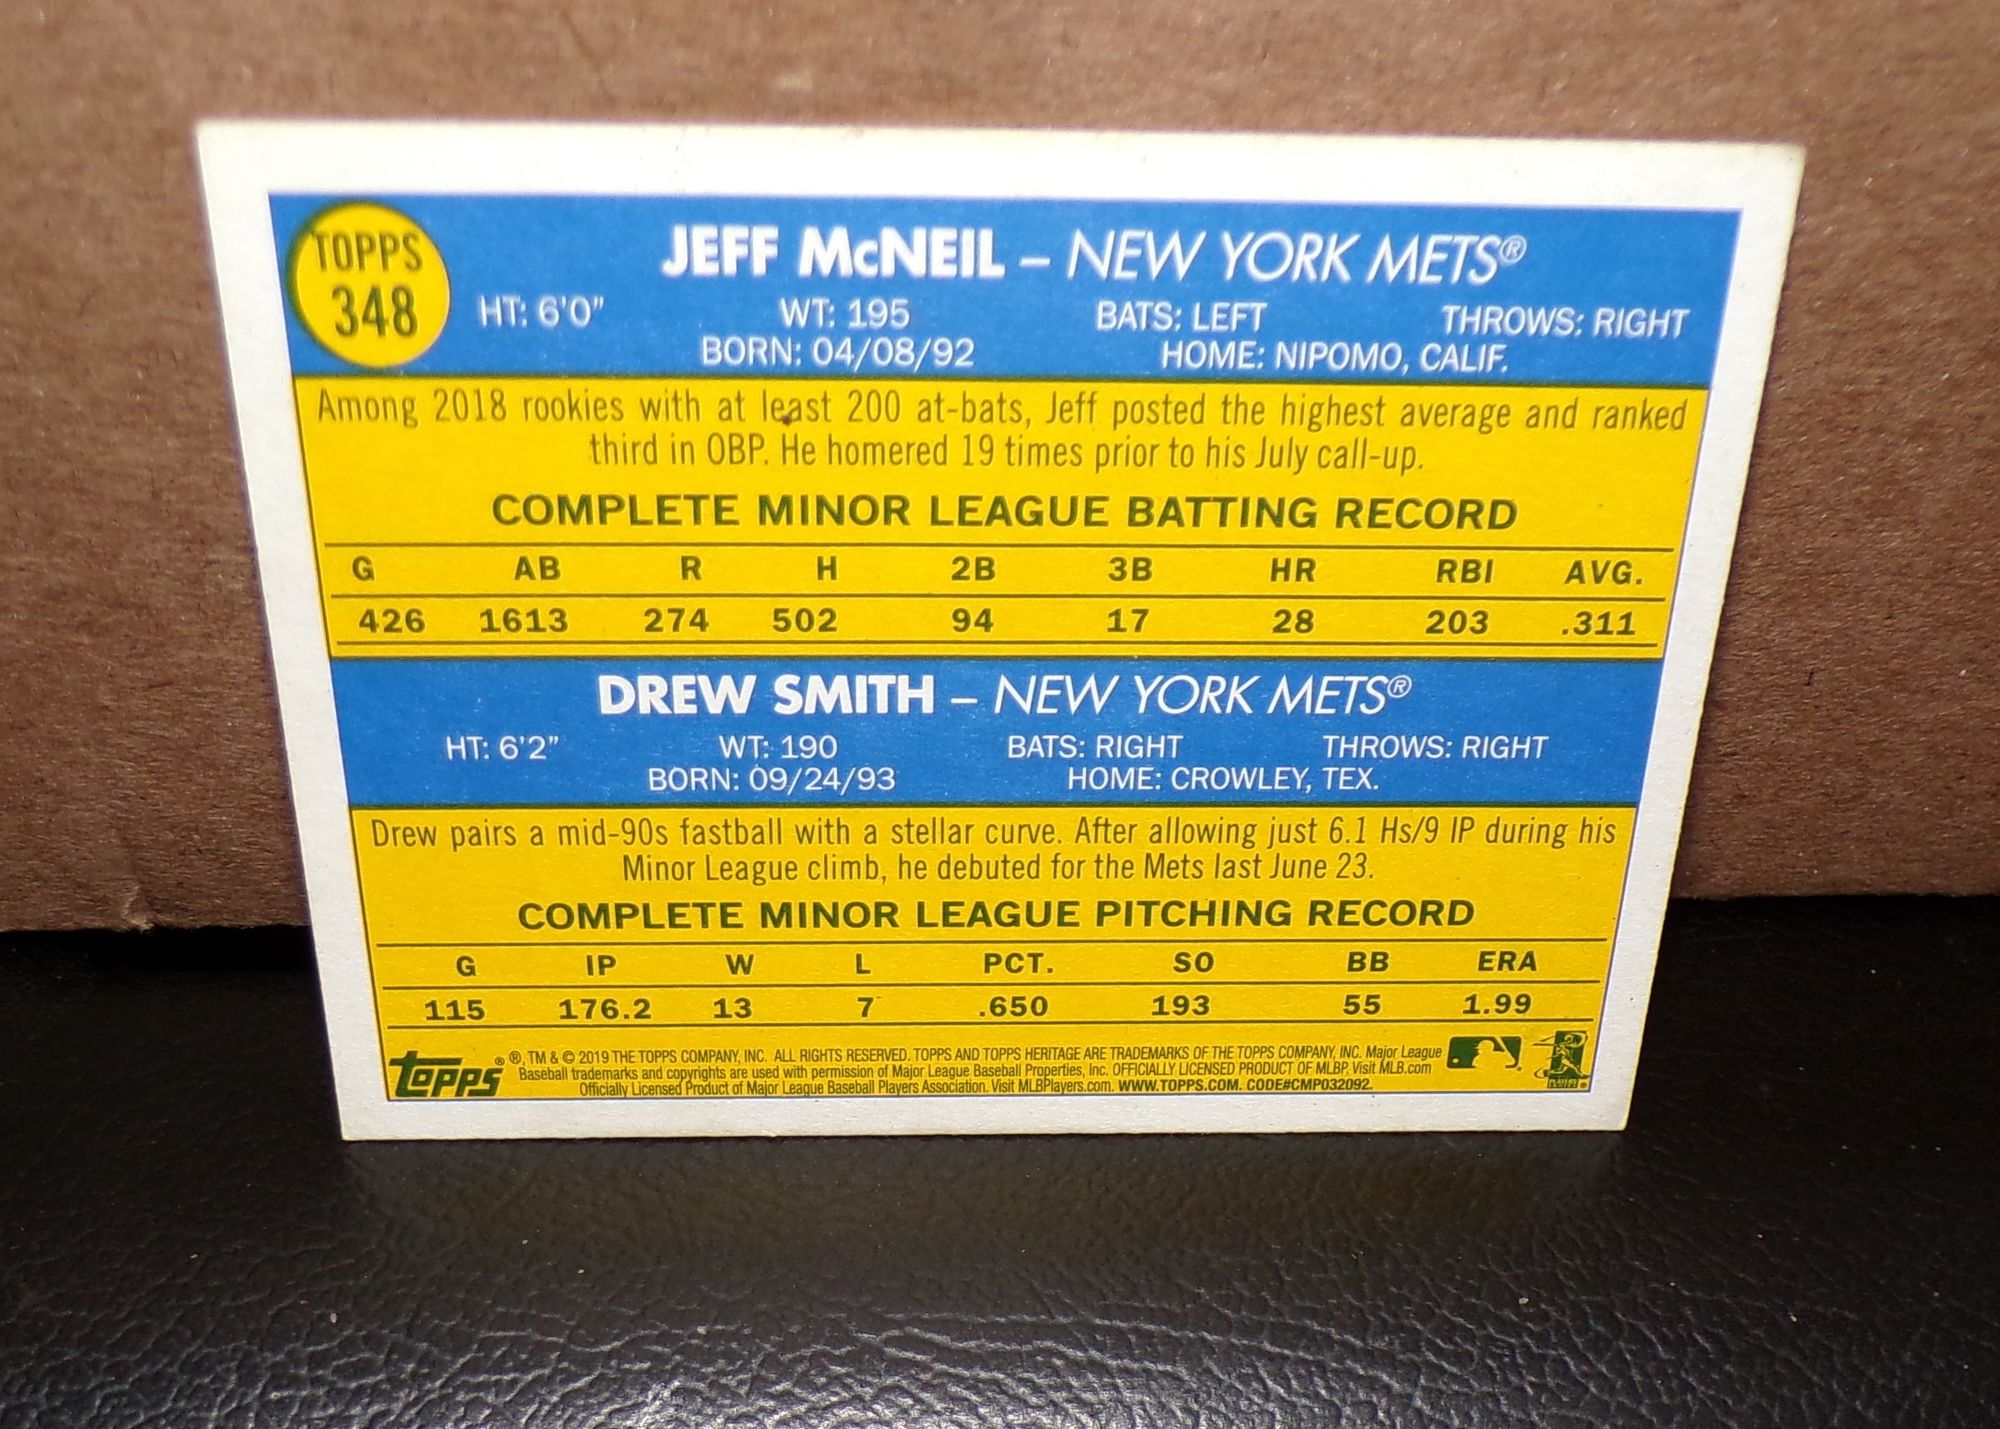 TOPPS
348
JEFF McNEIL – NEW YORK METS®
HT: 6'0" WT: 195 BATS: LEFT THROWS: RIGHT
BORN: 04/08/92 HOME: NIPOMO, CALIF.
Among 2018 rookies with at least 200 at-bats, Jeff posted the highest average and ranked
third in OBP. He homered 19 times prior to his July call-up.
COMPLETE MINOR LEAGUE BATTING RECORD
G AB R H 2B 3B HR RBI AVG.
426 1613 274 502 94 17 28 203 .311
DREW SMITH – NEW YORK METS®
HT: 6'2" WT: 190 BATS: RIGHT THROWS: RIGHT
BORN: 09/24/93 HOME: CROWLEY, TEX.
Drew pairs a mid-90s fastball with a stellar curve. After allowing just 6.1 Hs/9 IP during his
Minor League climb, he debuted for the Mets last June 23.
COMPLETE MINOR LEAGUE PITCHING RECORD
G IP W L PCT. SO BB ERA
115 176.2 13 7 .650 193 55 1.99
topps® ®, TM & © 2019 THE TOPPS COMPANY, INC. ALL RIGHTS RESERVED. TOPPS AND TOPPS HERITAGE ARE TRADEMARKS OF THE TOPPS COMPANY, INC. Major League
Baseball trademarks and copyrights are used with permission of Major League Baseball Properties, Inc. OFFICIALLY LICENSED PRODUCT OF MLBP. Visit MLB.com
Officially Licensed Product of Major League Baseball Players Association. Visit MLBPlayers.com. WWW.TOPPS.COM. CODE#CMP032092.